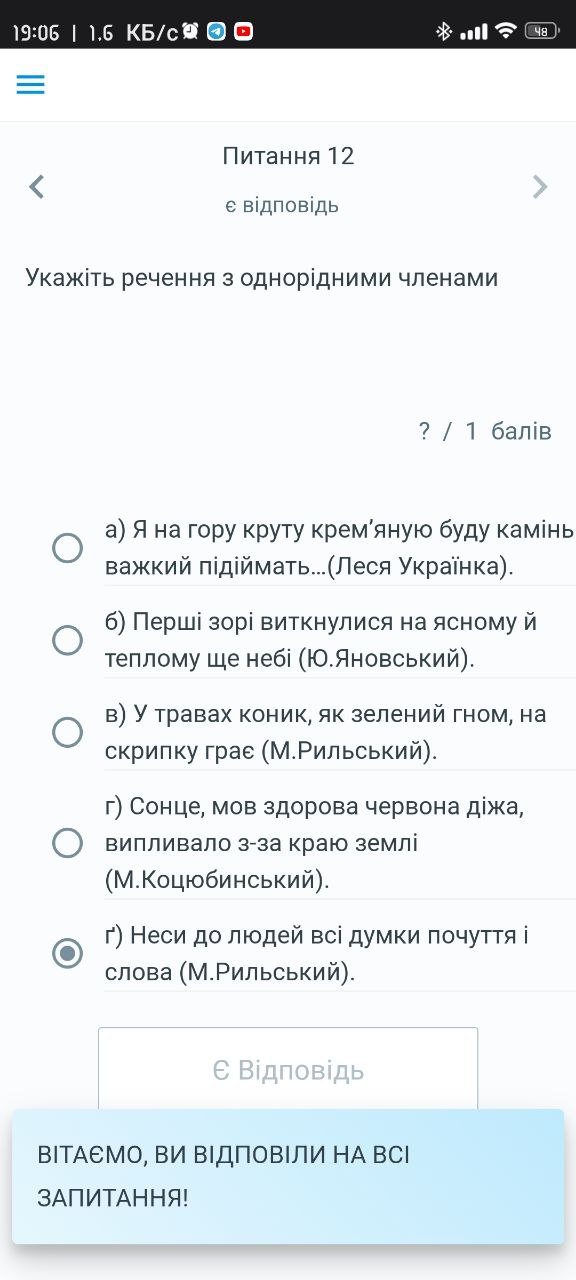 19:06 | 1,6 КБ/с 48
Питання 12
є відповідь
Укажіть речення з однорідними членами
? / 1 балів
а) Я на гору круту крем’яную буду камінь
важкий підіймать...(Леся Українка).
б) Перші зорі виткнулися на ясному й
теплому ще небі (Ю.Яновський).
в) У травах коник, як зелений гном, на
скрипку грає (М.Рильський).
г) Сонце, мов здорова червона діжа,
випливало з-за краю землі
(М.Коцюбинський).
ґ) Неси до людей всі думки почуття і
слова (М.Рильський).
Є Відповідь
ВІТАЄМО, ВИ ВІДПОВІЛИ НА ВСІ
ЗАПИТАННЯ!